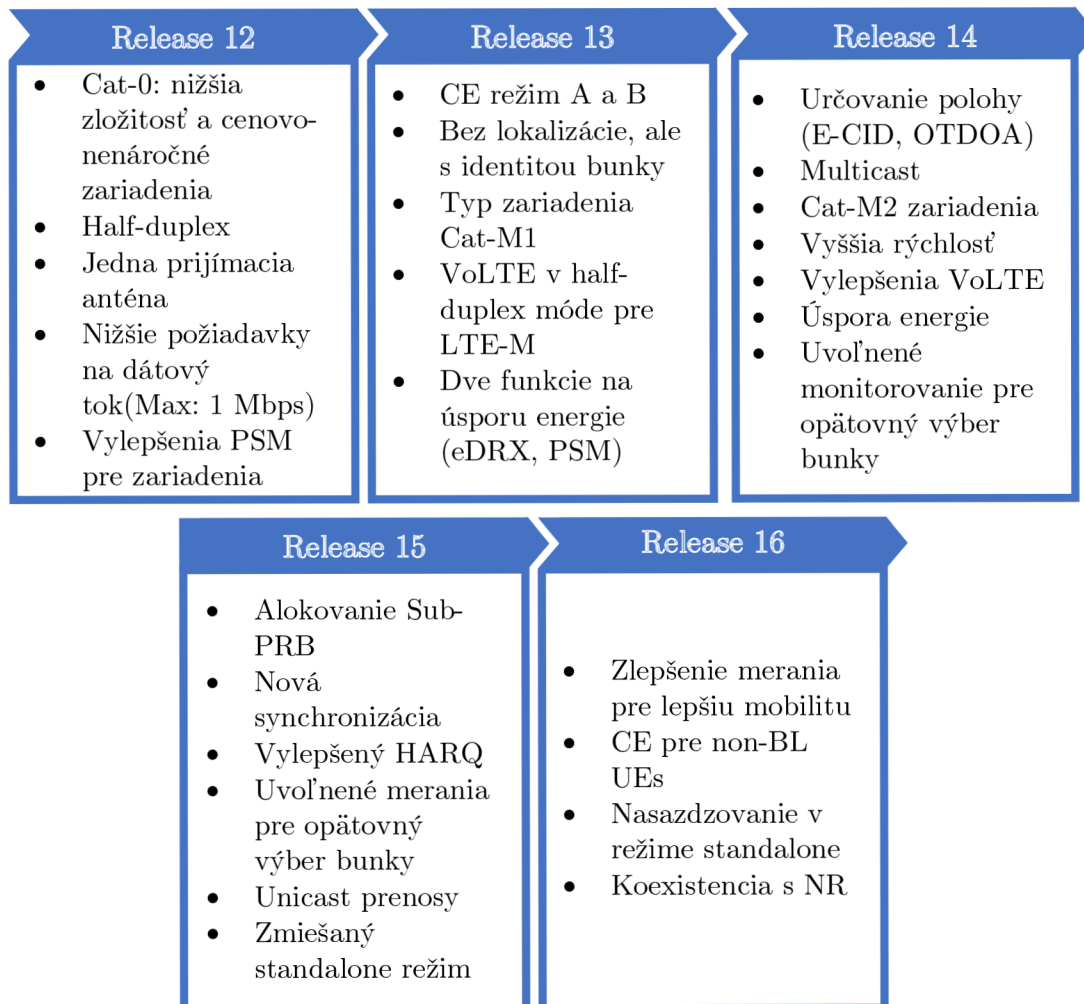 Release 12
• Cat-0: nižšia
zložitosť a cenovo-
nenáročné
zariadenia
• Half-duplex
• Jedna prijímacia
anténa
• Nižšie požiadavky
na dátový
tok(Max: 1 Mbps)
• Vylepšenia PSM
pre zariadenia
Release 13
• CE režim A a B
• Bez lokalizácie, ale
s identitou bunky
• Typ zariadenia
Cat-M1
• VoLTE v half-
duplex móde pre
LTE-M
• Dve funkcie na
úsporu energie
(eDRX, PSM)
Release 14
• Určovanie polohy
(E-CID, OTDOA)
• Multicast
• Cat-M2 zariadenia
• Vyššia rýchlosť
• Vylepšenia VoLTE
• Úspora energie
• Uvoľnené
monitorovanie pre
opätovný výber
bunky
Release 15
• Alokovanie Sub-
PRB
• Nová
synchronizácia
• Vylepšený HARQ
• Uvoľnené merania
pre opätovný
výber bunky
• Unicast prenosy
• Zmiešaný
standalone režim
Release 16
• Zlepšenie merania
pre lepšiu mobilitu
• CE pre non-BL
UEs
• Nasazdzovanie v
režime standalone
• Koexistencia s NR